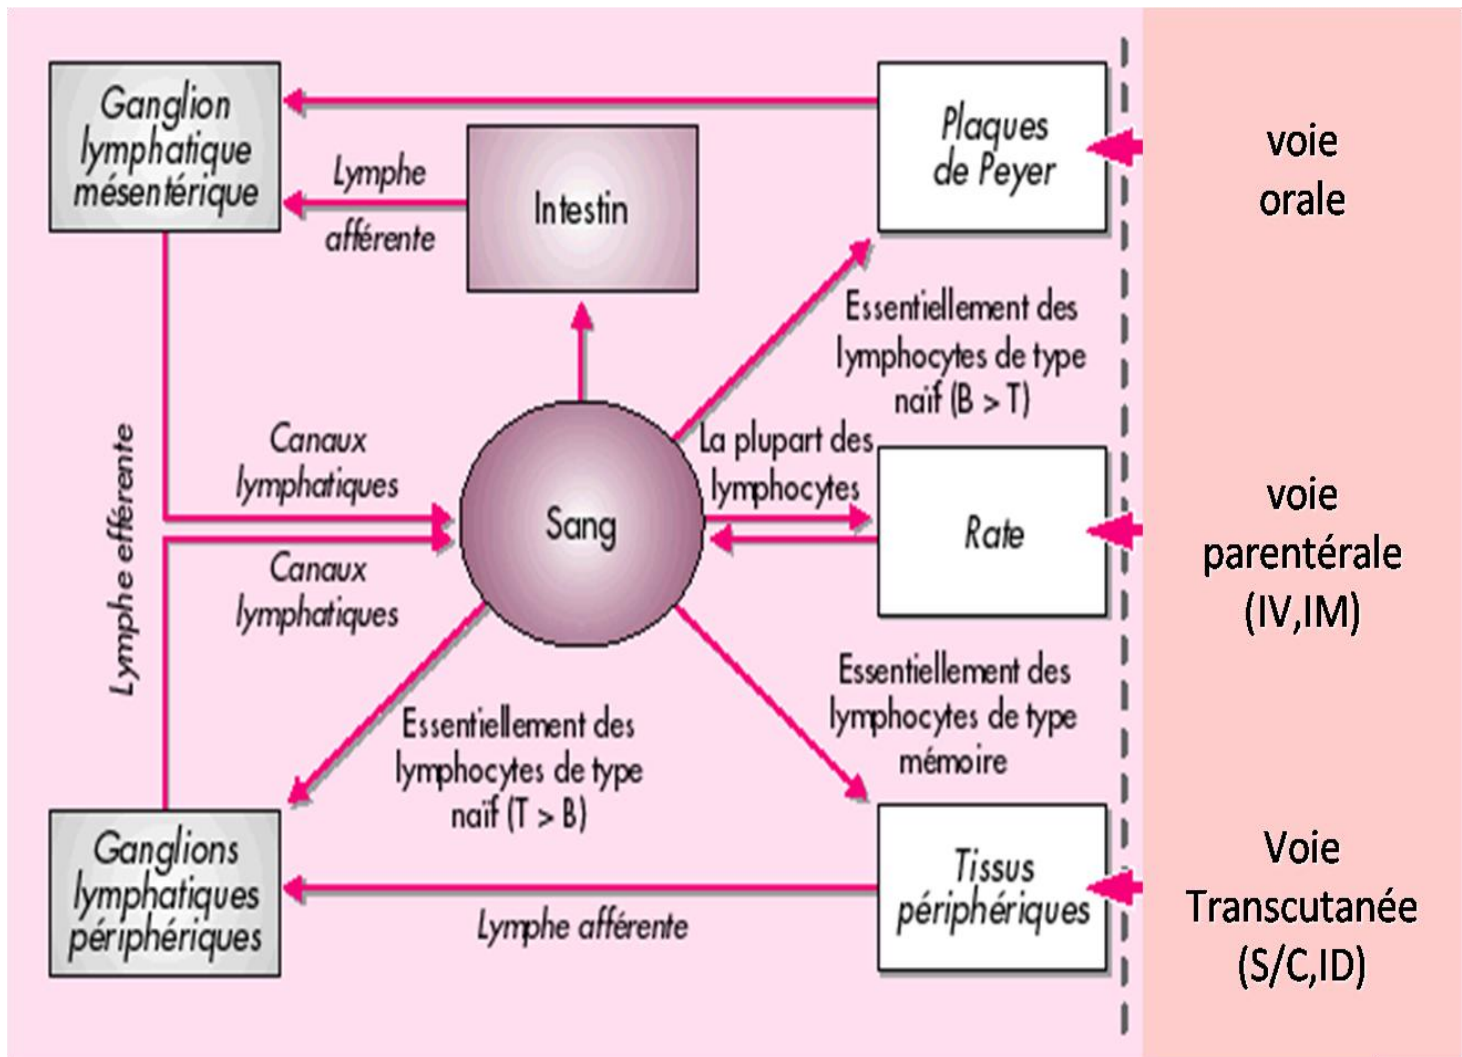 Ganglion
lymphatique
mésentérique
Lymphe
afférente
Intestin
Plaques
de Peyer
voie
orale
Essentiellement des
lymphocytes de type
naïf (B > T)
Lymphe efférente
Canaux
lymphatiques
Canaux
lymphatiques
Sang
La plupart des
lymphocytes
Rate
voie
parentérale
(IV,IM)
Essentiellement des
lymphocytes de type
naïf (T > B)
Essentiellement des
lymphocytes de type
mémoire
Ganglions
lymphatiques
périphériques
Lymphe afférente
Tissus
périphériques
Voie
Transcutanée
(S/C,ID)